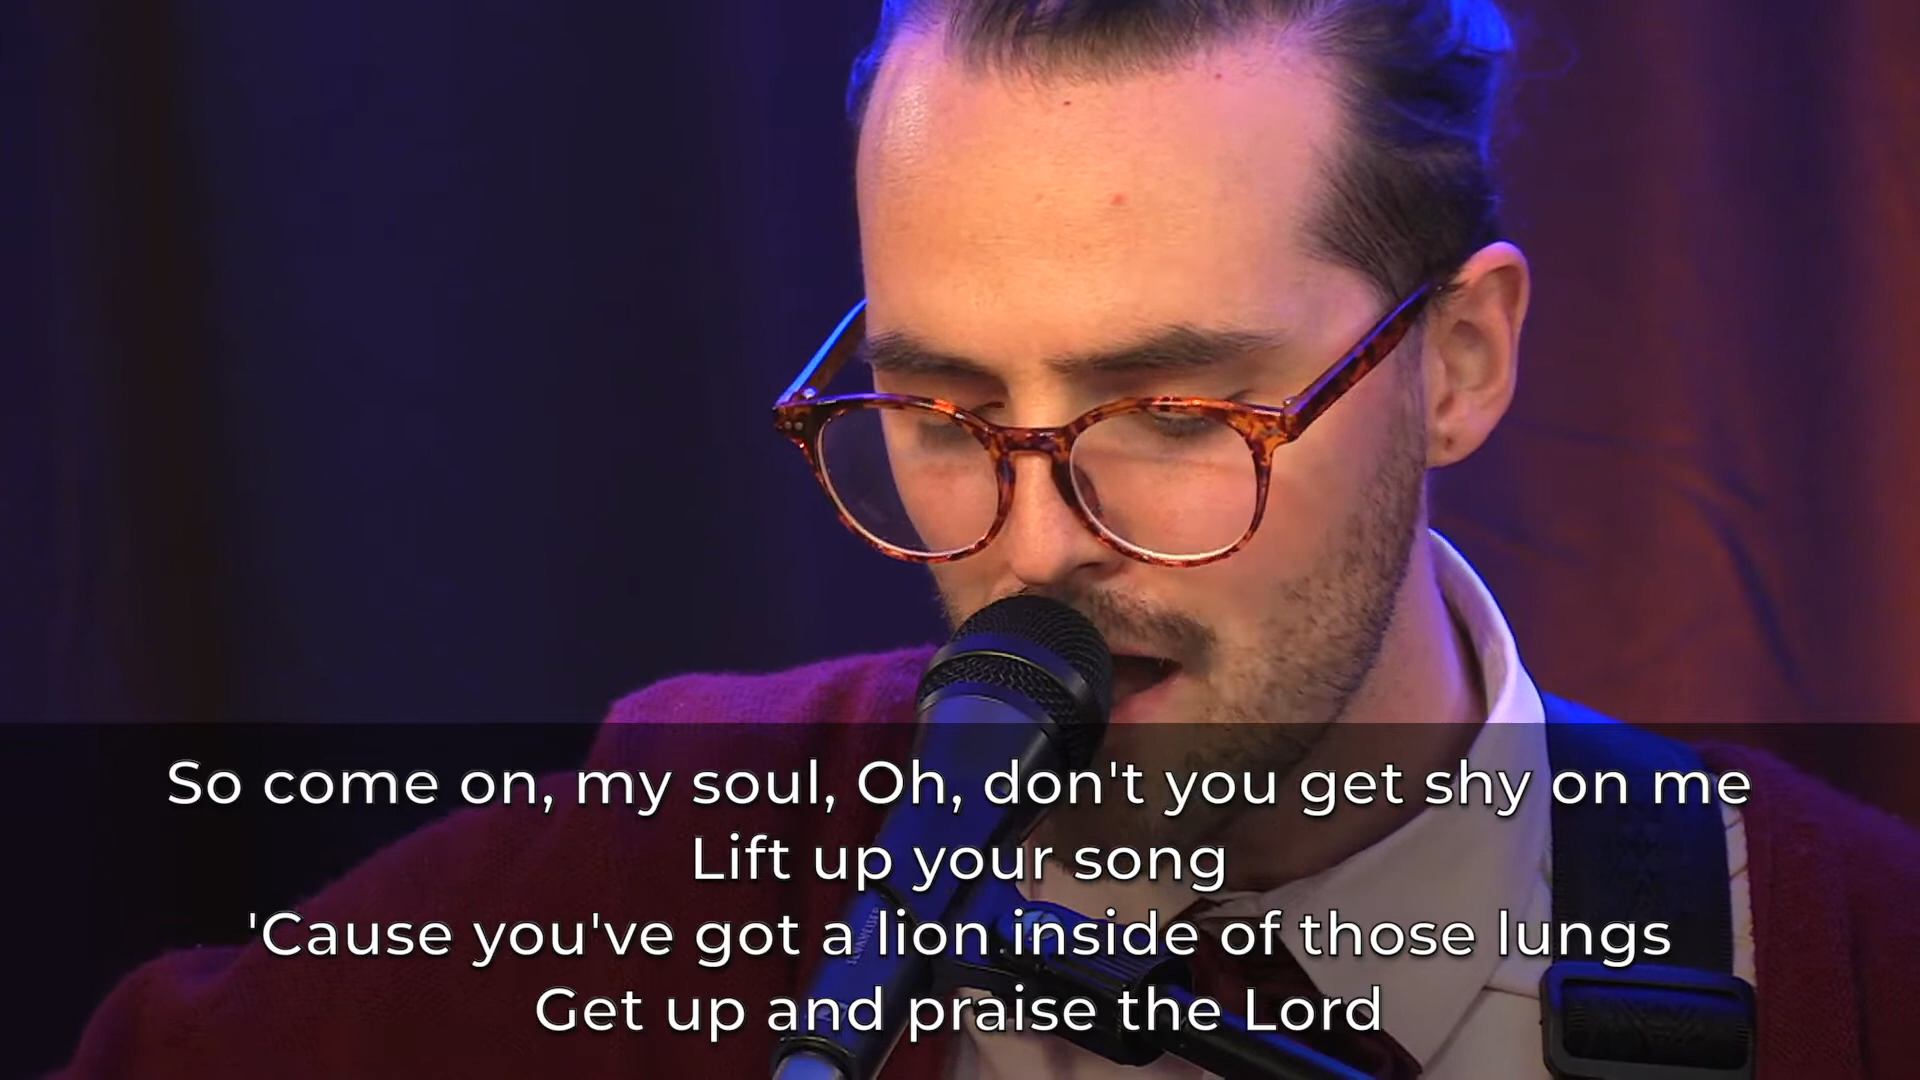 So come on, my soul, Oh, don't you get shy on me
Lift up your song
'Cause you've got a lion inside of those lungs
Get up and praise the Lord
SENNHEISER